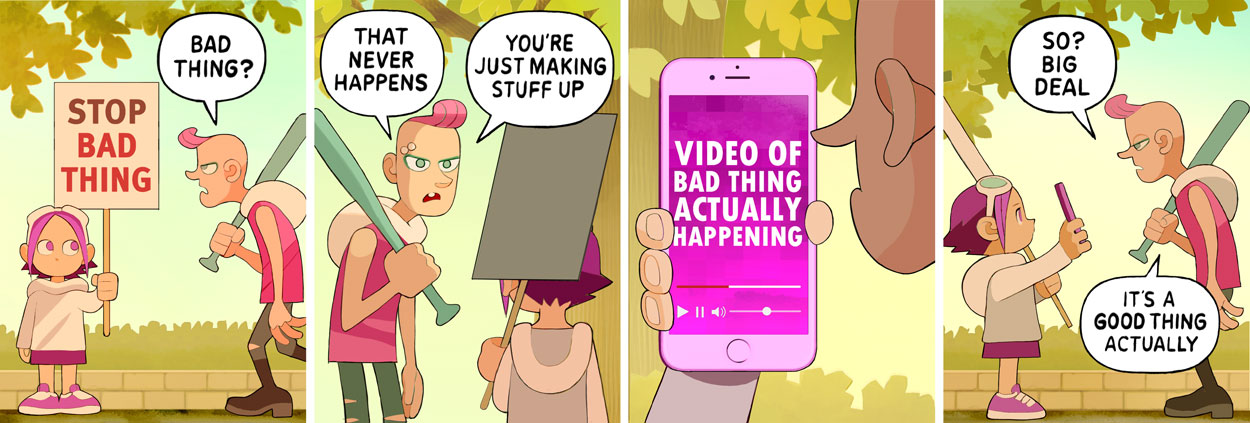 STOP
BAD
THING
BAD
THING?
THAT
NEVER
HAPPENS
YOU'RE
JUST MAKING
STUFF UP
VIDEO OF
BAD THING
ACTUALLY
HAPPENING
SO?
BIG
DEAL
IT'S A
GOOD THING
ACTUALLY